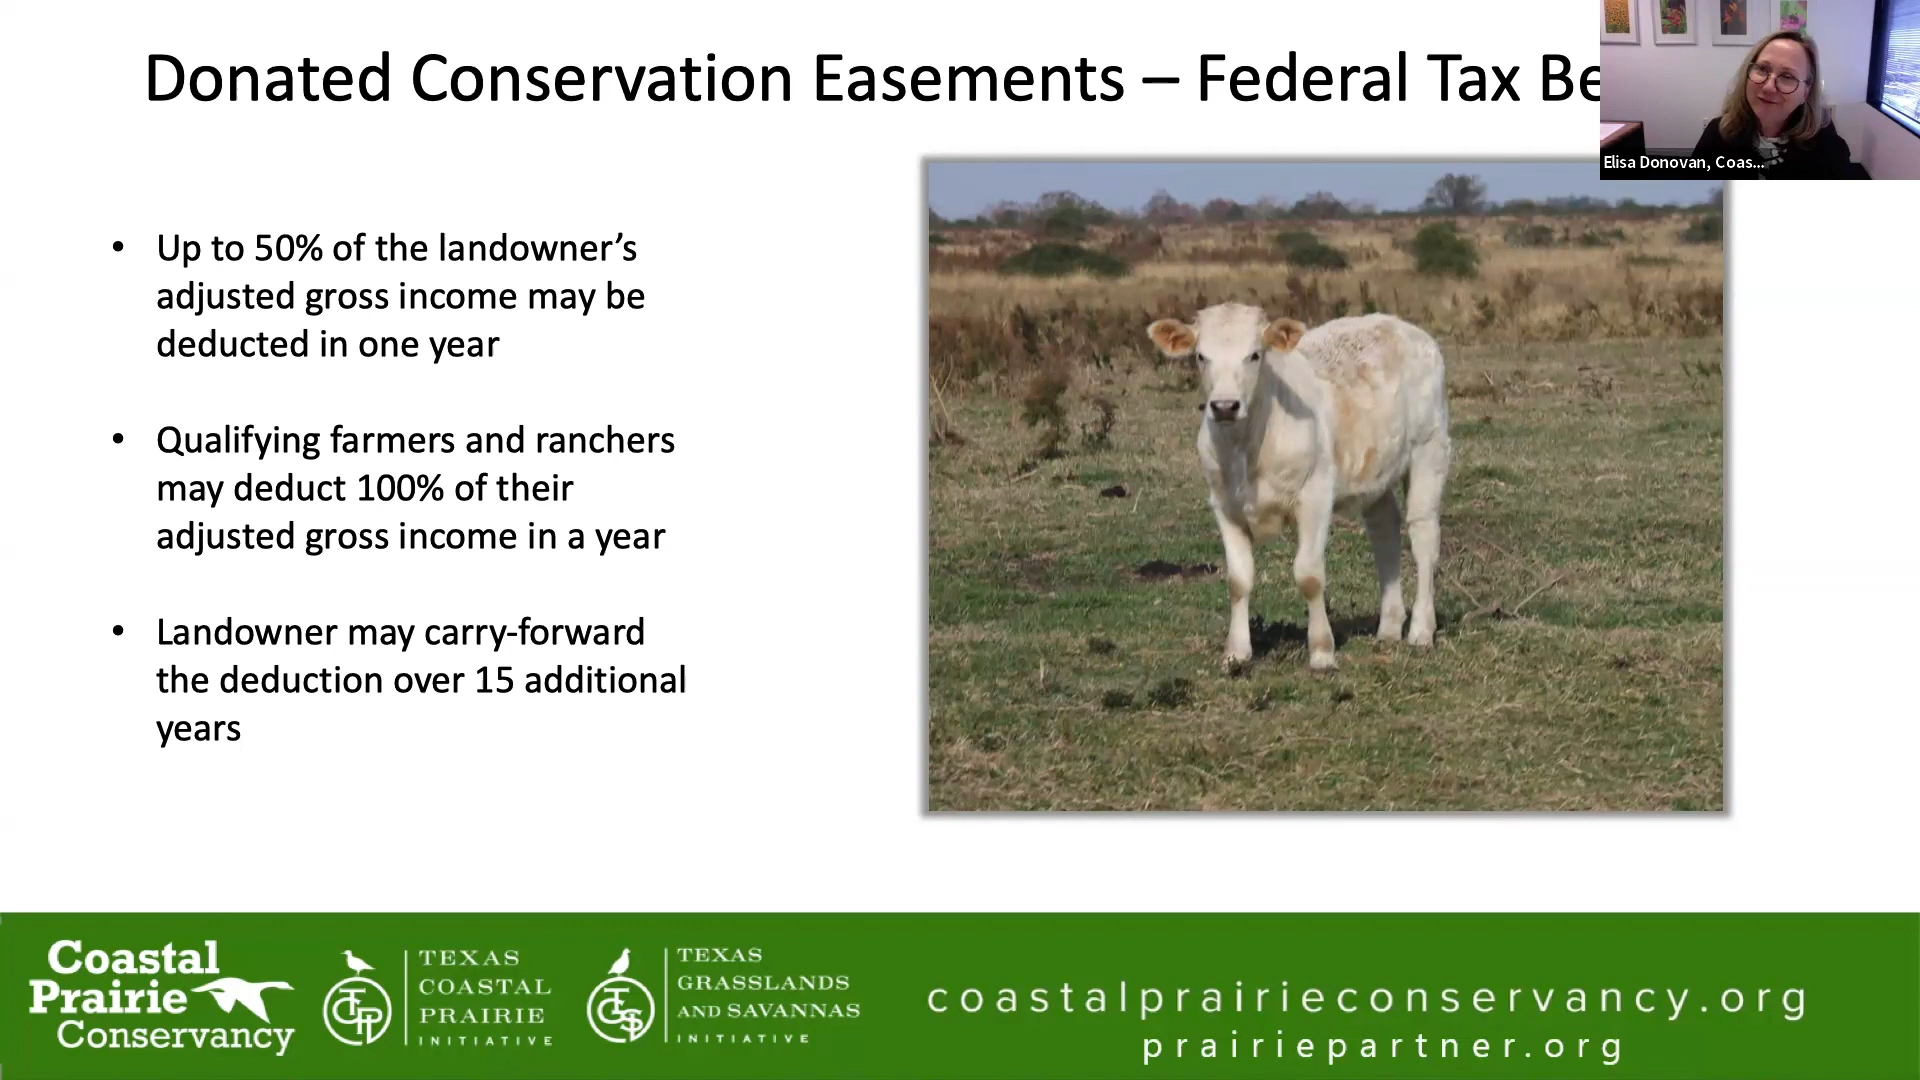 Donated Conservation Easements – Federal Tax Be
Elisa Donovan, Coas...
• Up to 50% of the landowner’s
adjusted gross income may be
deducted in one year
• Qualifying farmers and ranchers
may deduct 100% of their
adjusted gross income in a year
• Landowner may carry-forward
the deduction over 15 additional
years
Coastal
Prairie
Conservancy
TEXAS
COASTAL
PRAIRIE
INITIATIVE
TEXAS
GRASSLANDS
AND SAVANNAS
INITIATIVE
coastalprairieconservancy.org
prairiepartner.org